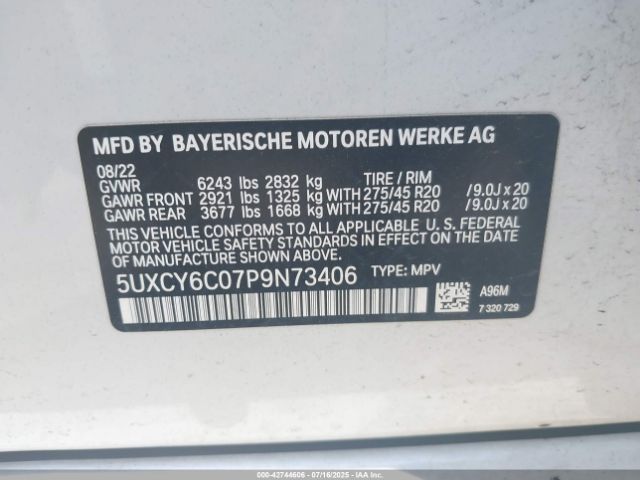 MFD BY BAYERISCHE MOTOREN WERKE AG
08/22
GVWR 6243 lbs 2832 kg TIRE / RIM
GAWR FRONT 2921 lbs 1325 kg WITH 275/45 R20 / 9.0J x 20
GAWR REAR 3677 lbs 1668 kg WITH 275/45 R20 / 9.0J x 20
THIS VEHICLE CONFORMS TO ALL APPLICABLE U. S. FEDERAL
MOTOR VEHICLE SAFETY STANDARDS IN EFFECT ON THE DATE
OF MANUFACTURE SHOWN ABOVE.
5UXCY6C07P9N73406 TYPE: MPV
A96M
7 320 729
000-42744606 - 07/16/2025 - IAAI.COM